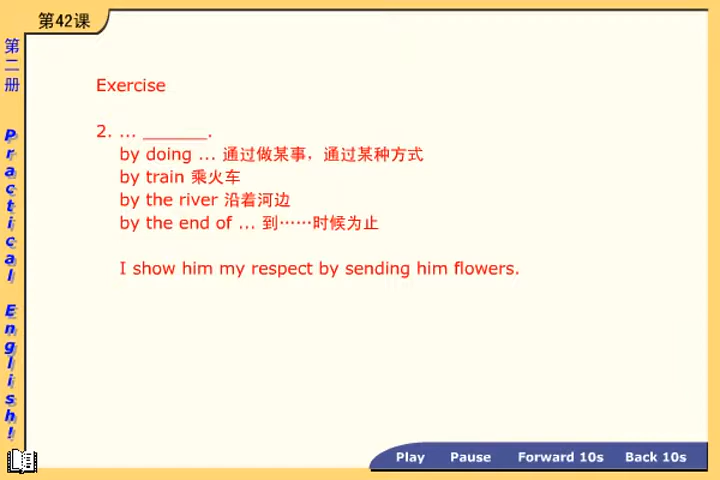 第42课
第二册
Practical English!
Exercise
2. ... _______.
by doing ... 通过做某事，通过某种方式
by train 乘火车
by the river 沿着河边
by the end of ... 到……时候为止
I show him my respect by sending him flowers.
Play Pause Forward 10s Back 10s